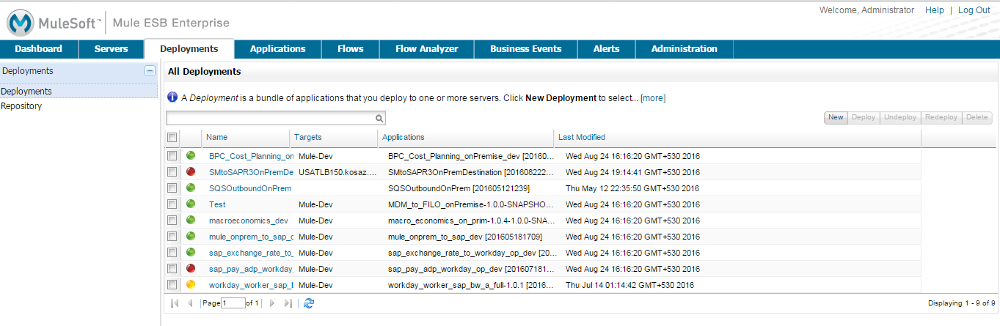 Welcome, Administrator Help | Log Out
MuleSoft™ Mule ESB Enterprise
Dashboard Servers Deployments Applications Flows Flow Analyzer Business Events Alerts Administration
Deployments
Deployments
Repository
All Deployments
A Deployment is a bundle of applications that you deploy to one or more servers. Click New Deployment to select... [more]
New Deploy Undeploy Redeploy Delete
Name Targets Applications Last Modified
BPC_Cost_Planning_on Mule-Dev BPC_Cost_Planning_onPremise_dev [20160... Wed Aug 24 16:16:20 GMT+530 2016
SMtoSAPR3OnPremDe USATLB150.kosaz.... SMtoSAPR3OnPremDestination [201608222... Wed Aug 24 19:14:41 GMT+530 2016
SQSOutboundOnPrem SQSOutboundOnPrem [201605121239] Thu May 12 22:35:50 GMT+530 2016
Test Mule-Dev MDM_to_FILO_onPremise-1.0.0-SNAPSHO... Wed Aug 24 16:16:20 GMT+530 2016
macroeconomics_dev Mule-Dev macro_economics_on_prim-1.0.4-1.0.0-SNA... Wed Aug 24 16:16:20 GMT+530 2016
mule_onprem_to_sap_c Mule-Dev mule_onprem_to_sap_dev [201605181709] Wed Aug 24 16:16:20 GMT+530 2016
sap_exchange_rate_to_ Mule-Dev sap_exchange_rate_to_workday_op_dev [20... Wed Aug 24 16:16:20 GMT+530 2016
sap_pay_adp_workday_ Mule-Dev sap_pay_adp_workday_op_dev [201607181... Wed Aug 24 16:16:20 GMT+530 2016
workday_worker_sap_b Mule-Dev workday_worker_sap_bw_a_full-1.0.1 [2016... Thu Jul 14 01:14:42 GMT+530 2016
Page 1 of 1 Displaying 1 - 9 of 9